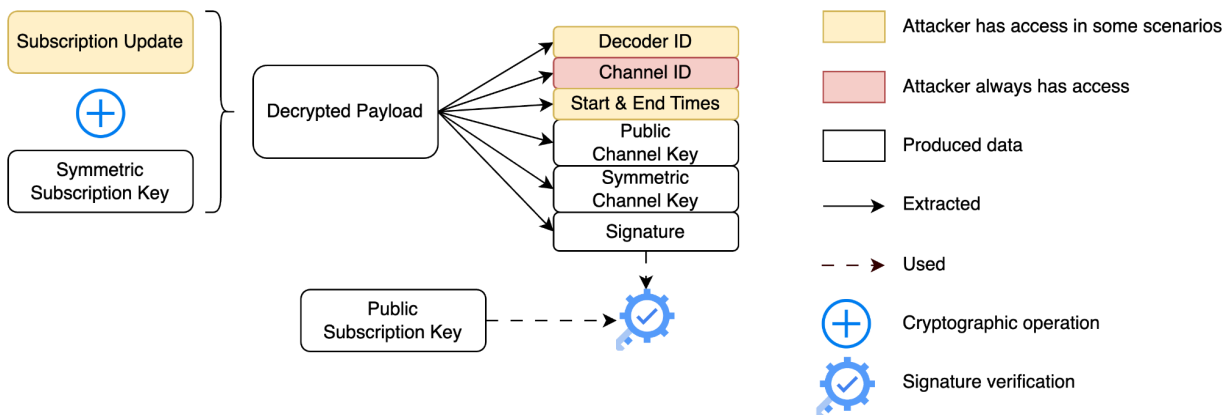 Subscription Update
Symmetric
Subscription Key
Decrypted Payload
Decoder ID
Channel ID
Start & End Times
Public
Channel Key
Symmetric
Channel Key
Signature
Public
Subscription Key
Attacker has access in some scenarios
Attacker always has access
Produced data
Extracted
Used
Cryptographic operation
Signature verification